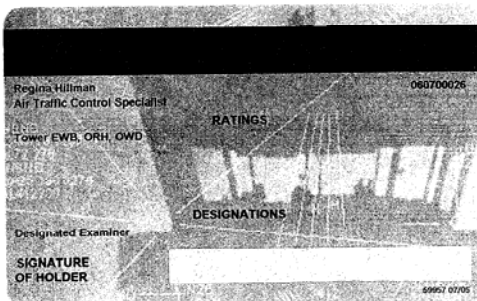 Regina Hillman
060700026
Air Traffic Control Specialist
RATINGS
Tower EWB, ORH, OWD
DESIGNATIONS
Designated Examiner
SIGNATURE
OF HOLDER
59957 07/05